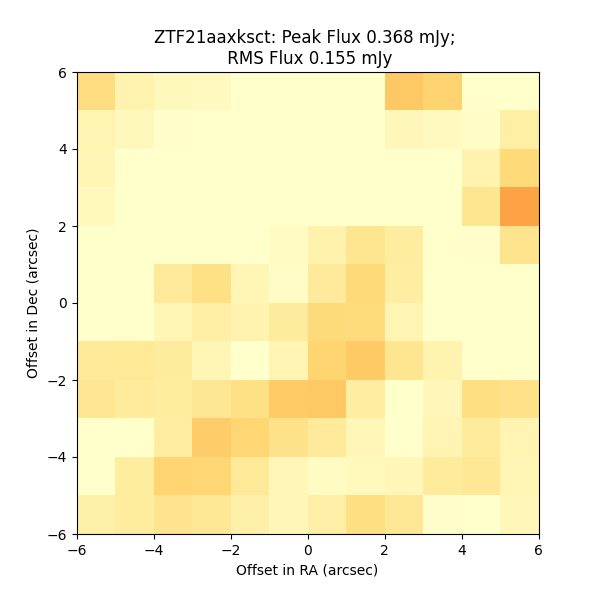 ZTF21aaxksct: Peak Flux 0.368 mJy;
RMS Flux 0.155 mJy
6
4
2
0
−2
−4
−6
Offset in Dec (arcsec)
−6 −4 −2 0 2 4 6
Offset in RA (arcsec)